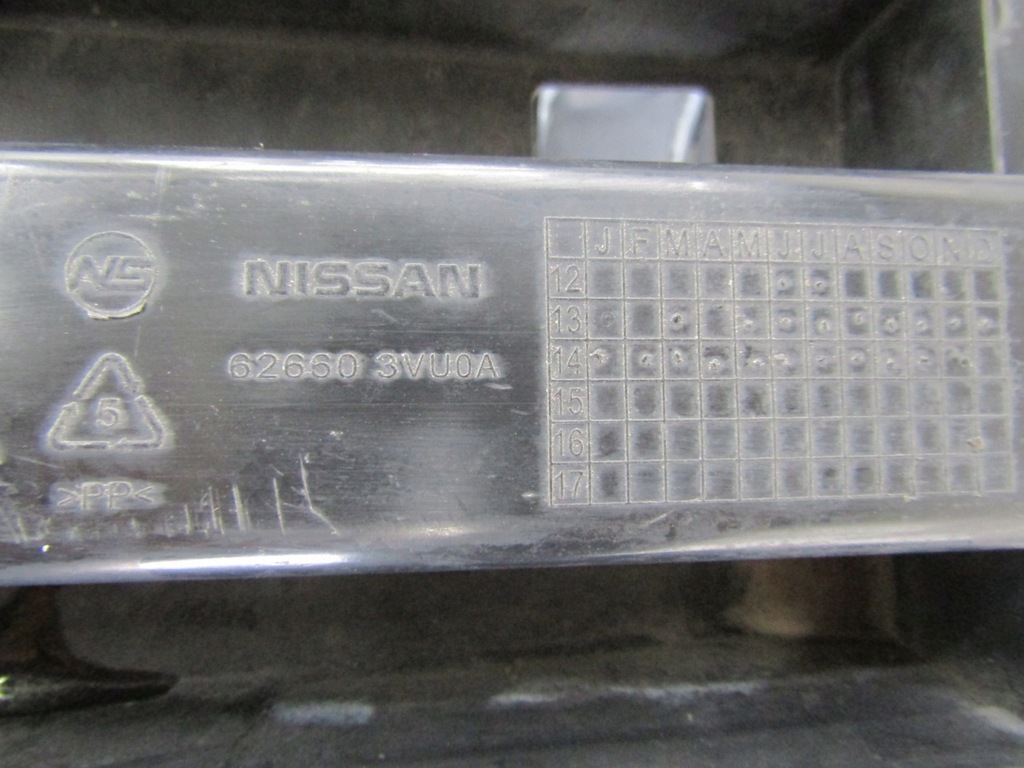 NS
NISSAN
62660 3VU0A
5
>PP<
J F M A M J J A S O N D
12
13
14
15
16
17